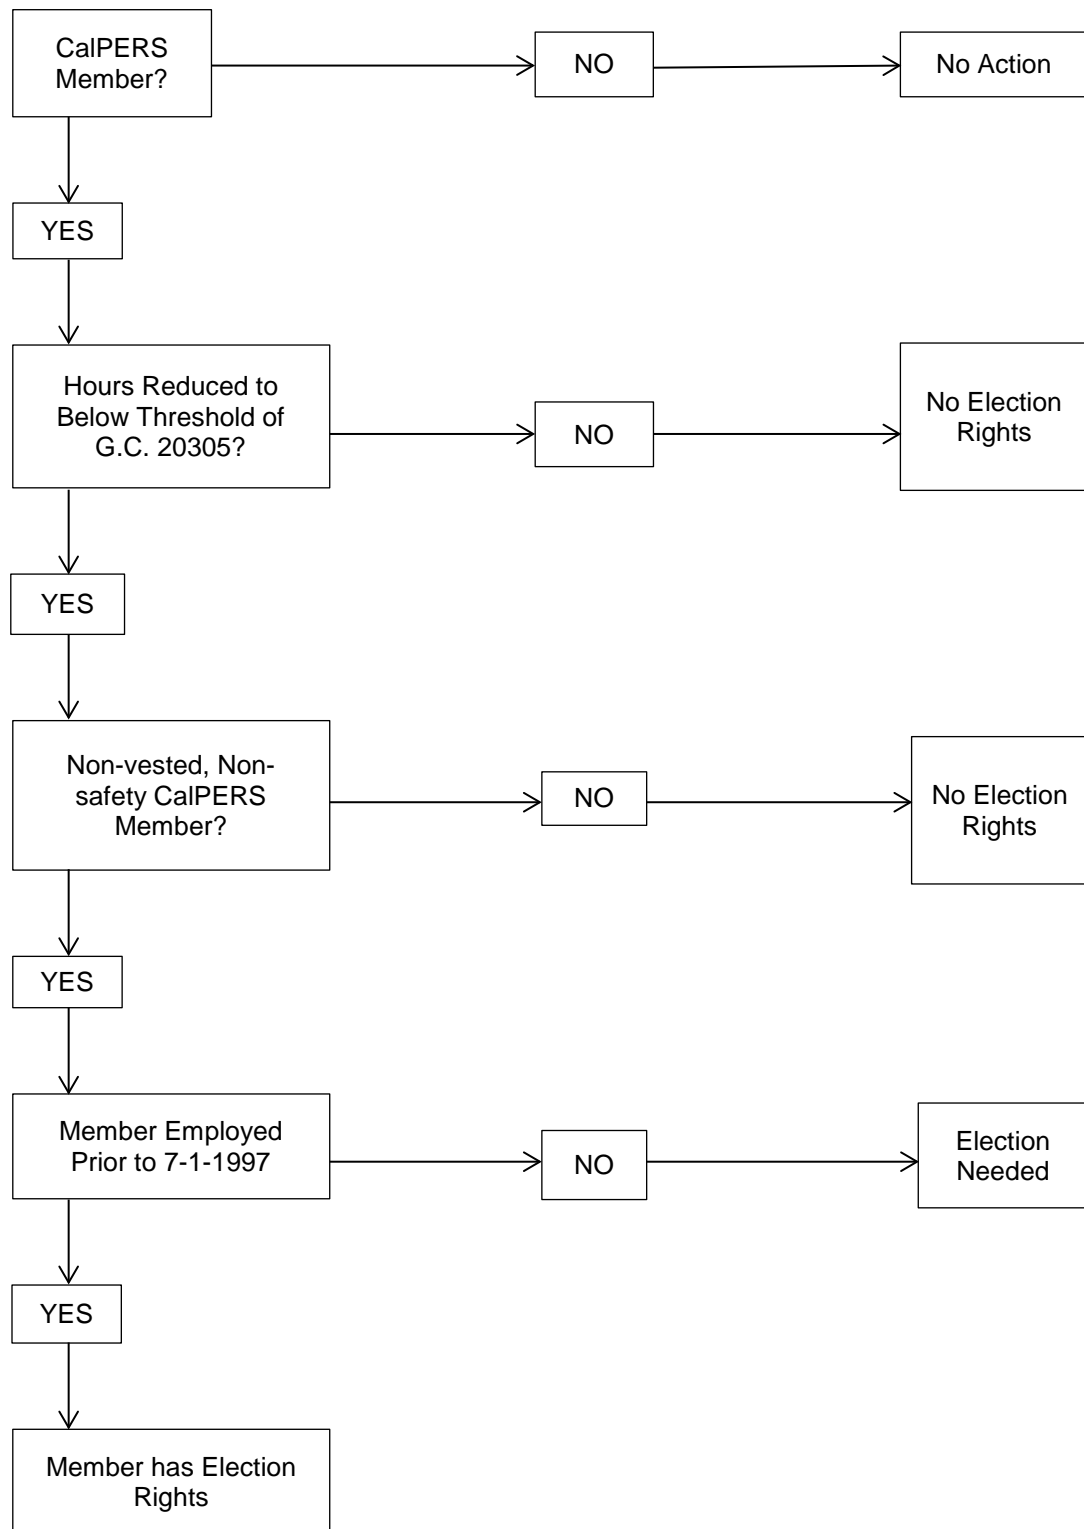 CalPERS
Member?
NO
No Action
YES
Hours Reduced to
Below Threshold of
G.C. 20305?
NO
No Election
Rights
YES
Non-vested, Non-
safety CalPERS
Member?
NO
No Election
Rights
YES
Member Employed
Prior to 7-1-1997
NO
Election
Needed
YES
Member has Election
Rights